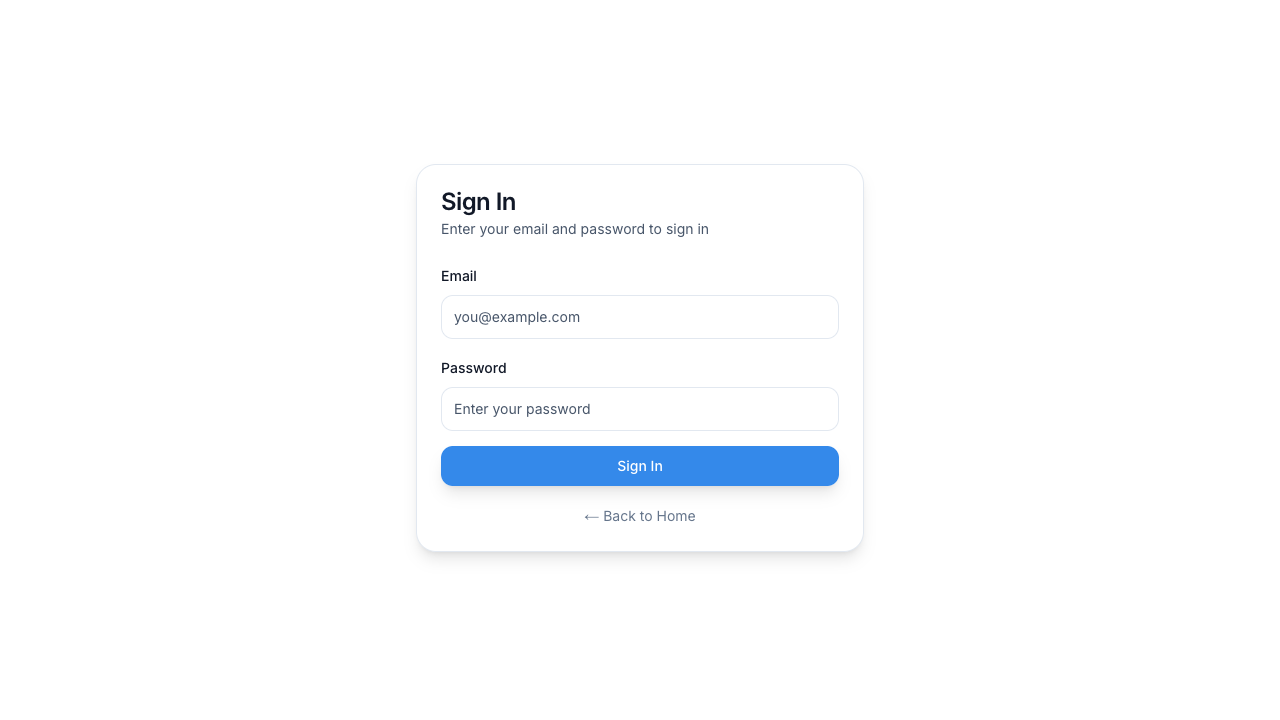 Sign In
Enter your email and password to sign in
Email
you@example.com
Password
Enter your password
Sign In
← Back to Home